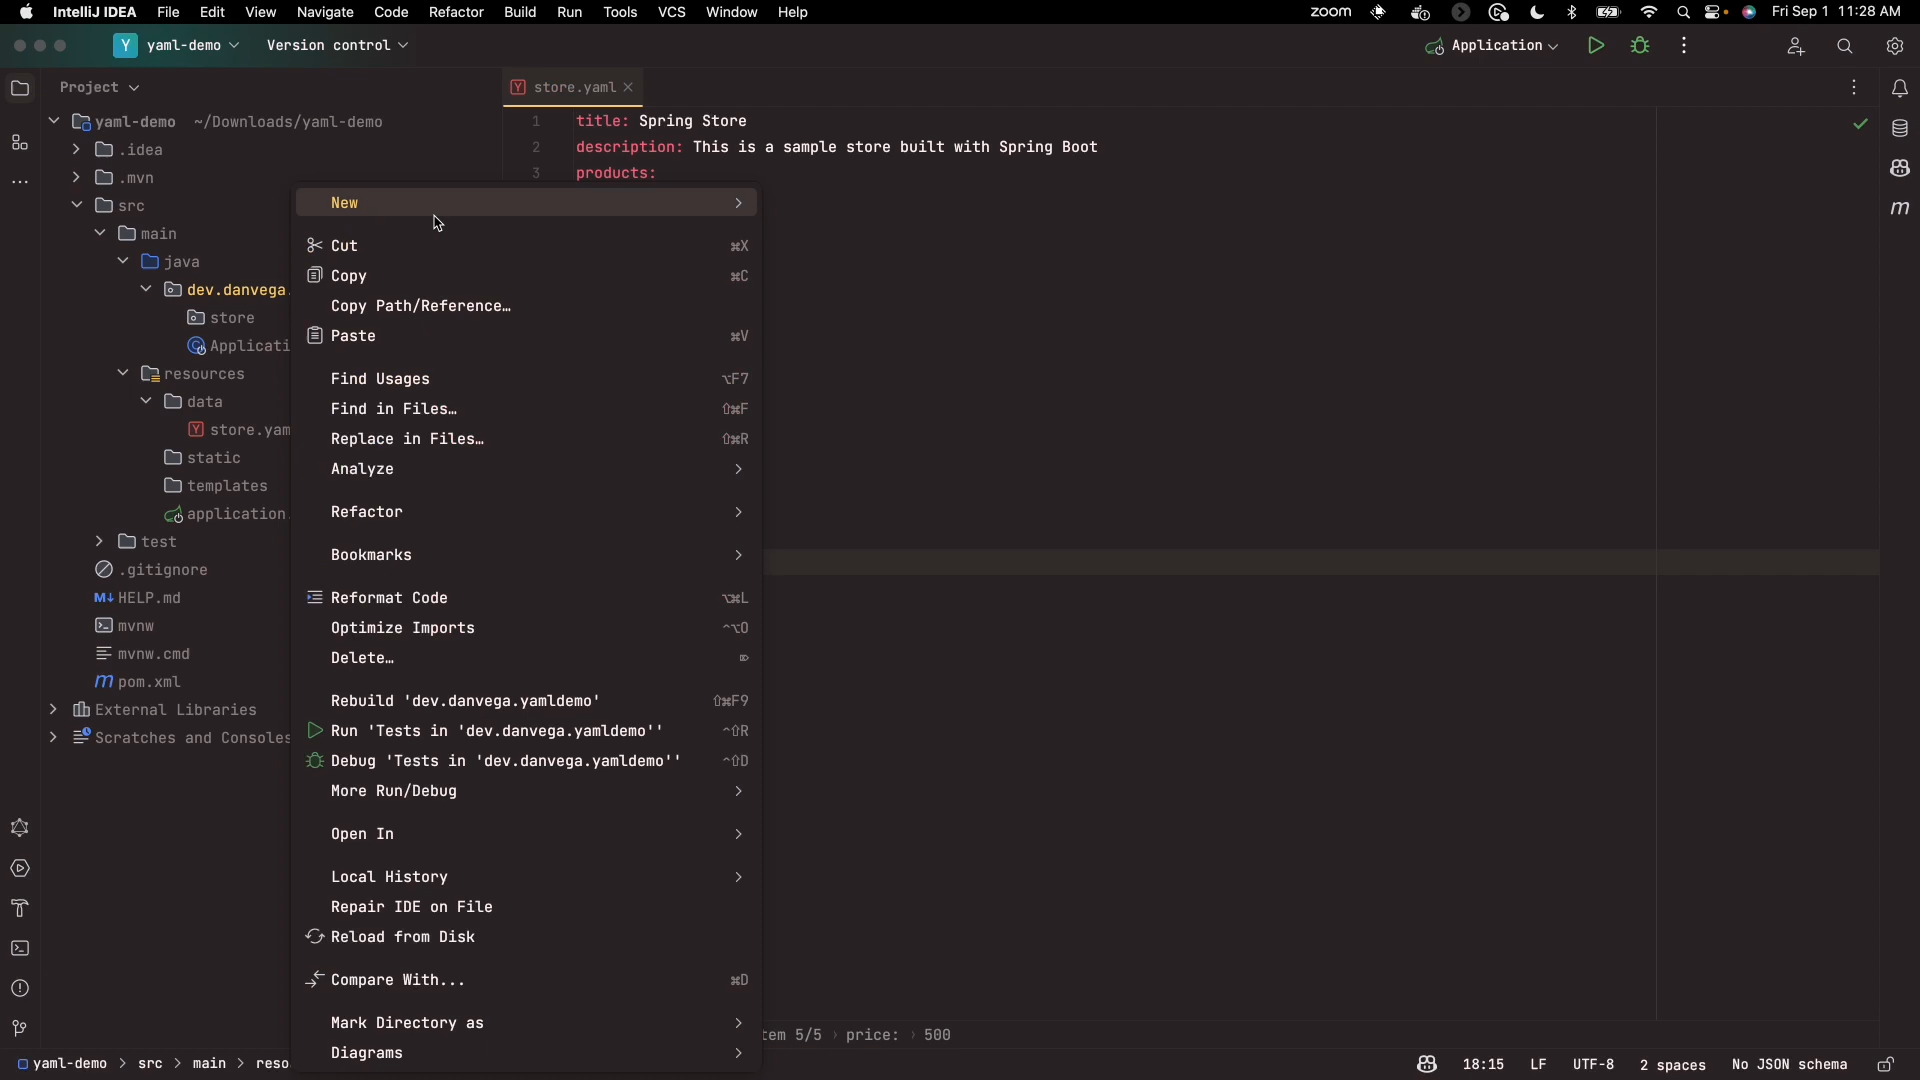 IntelliJ IDEA File Edit View Navigate Code Refactor Build Run Tools VCS Window Help zoom Fri Sep 1 11:28 AM
Y yaml-demo Version control Application
Project
Y store.yaml
yaml-demo ~/Downloads/yaml-demo
1 title: Spring Store
.idea
2 description: This is a sample store built with Spring Boot
.mvn
3 products:
src
New
main
Cut ⌘X
java
Copy ⌘C
dev.danvega.
Copy Path/Reference…
store
Paste ⌘V
Applicati
resources
Find Usages ⌥F7
data
Find in Files… ⇧⌘F
store.yam
Replace in Files… ⇧⌘R
static
Analyze
templates
application.
Refactor
test
Bookmarks
.gitignore
HELP.md
Reformat Code ⌥⌘L
mvnw
Optimize Imports ^⌥O
mvnw.cmd
Delete… ⌦
pom.xml
Rebuild 'dev.danvega.yamldemo' ⇧⌘F9
External Libraries
Run 'Tests in 'dev.danvega.yamldemo'' ^⇧R
Scratches and Consoles
Debug 'Tests in 'dev.danvega.yamldemo'' ^⇧D
More Run/Debug
Open In
Local History
Repair IDE on File
Reload from Disk
Compare With... ⌘D
Mark Directory as
tem 5/5 › price: › 500
Diagrams
yaml-demo > src > main > reso 18:15 LF UTF-8 2 spaces No JSON schema